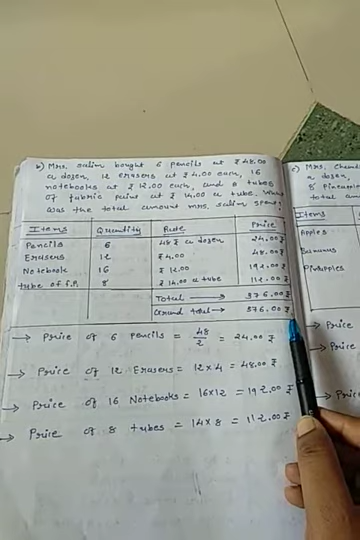 b) Mrs. Salim bought 6 pencils at ₹48.00
a dozen, 12 erasers at ₹4.00 each, 16
notebooks at ₹12.00 each, and 8 tubes
of fabric paint at ₹14.00 a tube. What
was the total amount Mrs. Salim spent?
Items Quantity Rate Price
Pencils 6 48₹ a dozen 24.00₹
Erasers 12 ₹4.00 48.00₹
Notebook 16 ₹12.00 192.00₹
tube of f.P. 8 ₹14.00 a tube 112.00₹
Total → 376.00₹
Grand total → 376.00₹
→ Price of 6 pencils = 48/2 = 24.00₹
→ Price of 12 Erasers = 12×4 = 48.00₹
→ Price of 16 Notebooks = 16×12 = 192.00₹
→ Price of 8 tubes = 14×8 = 112.00₹
c) Mrs.
a dozen,
8 Pineapp
total am
Items
Apples
Bananas
Pineapples
→ Price
→ Price
→ Price